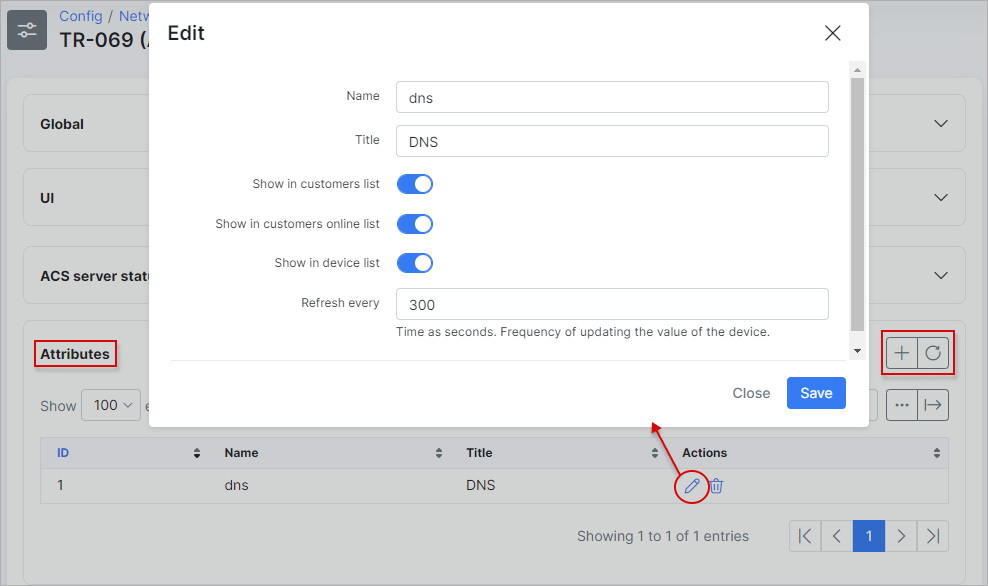 Config / Netw
TR-069 (A
Edit
Name
dns
Title
DNS
Show in customers list
Show in customers online list
Show in device list
Refresh every
300
Time as seconds. Frequency of updating the value of the device.
Close Save
Global
UI
ACS server statu
Attributes
Show 100 e
ID Name Title Actions
1 dns DNS
Showing 1 to 1 of 1 entries
1